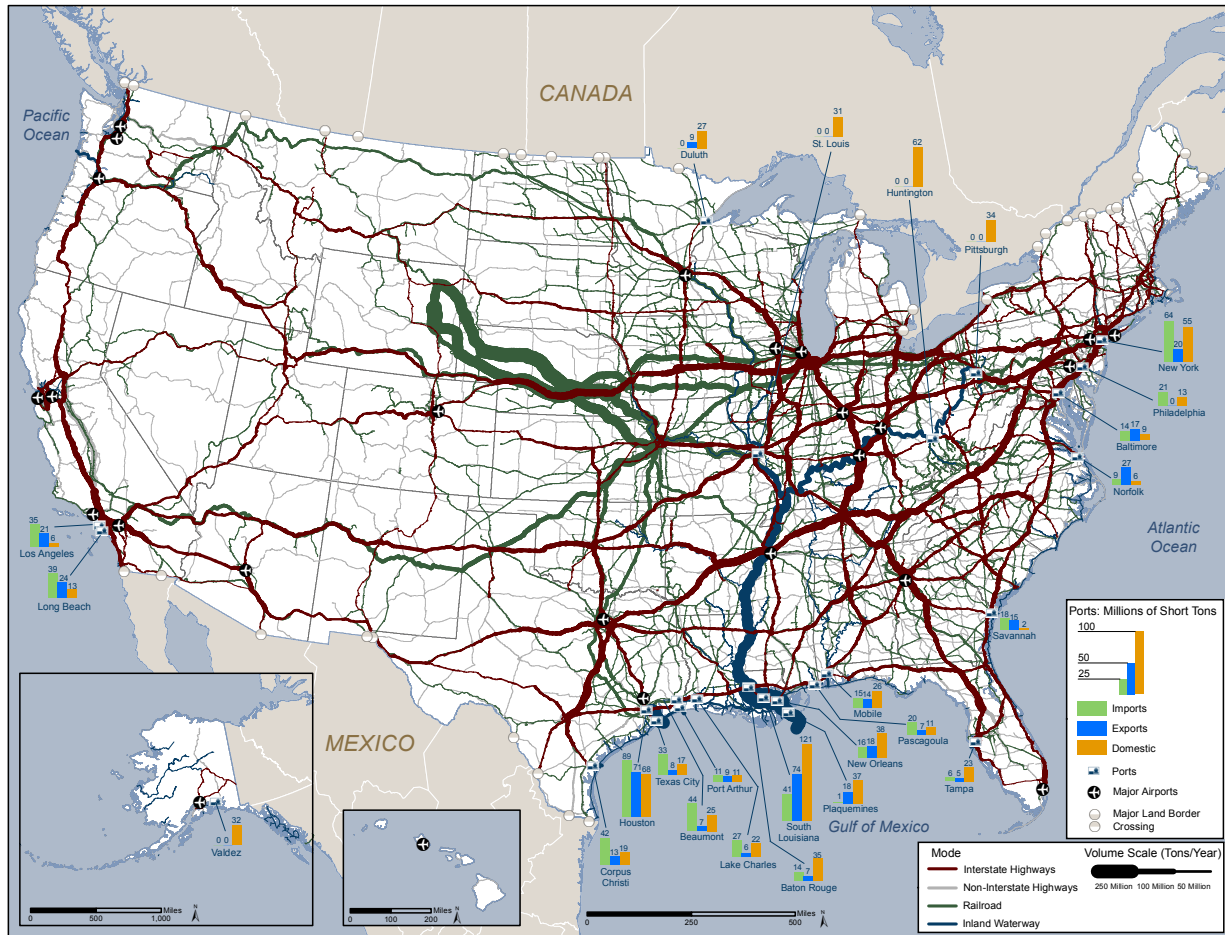 CANADA
Pacific
Ocean
31
0 0
St. Louis
27
0 9
Duluth
62
0 0
Huntington
34
0 0
Pittsburgh
64 20 55
New York
21 0 13
Philadelphia
14 17 9
Baltimore
9 27 6
Norfolk
Atlantic
Ocean
35 21 6
Los Angeles
39 24 13
Long Beach
18 15 2
Savannah
MEXICO
15 14 26
Mobile
20 7 11
Pascagoula
16 18 38
New Orleans
6 5 23
Tampa
1 18 37
Plaquemines
Gulf of Mexico
41 74 121
South
Louisiana
89 71 68
Houston
33 8 17
Texas City
11 9 11
Port Arthur
44 7 25
Beaumont
27 6 22
Lake Charles
14 7 35
Baton Rouge
42 13 19
Corpus
Christi
0 0 32
Valdez
Miles
0 500 1,000
N
Miles
0 100 200
N
Miles
0 250 500
N
Ports: Millions of Short Tons
100
50
25
Imports
Exports
Domestic
Ports
Major Airports
Major Land Border
Crossing
Mode
Interstate Highways
Non-Interstate Highways
Railroad
Inland Waterway
Volume Scale (Tons/Year)
250 Million 100 Million 50 Million